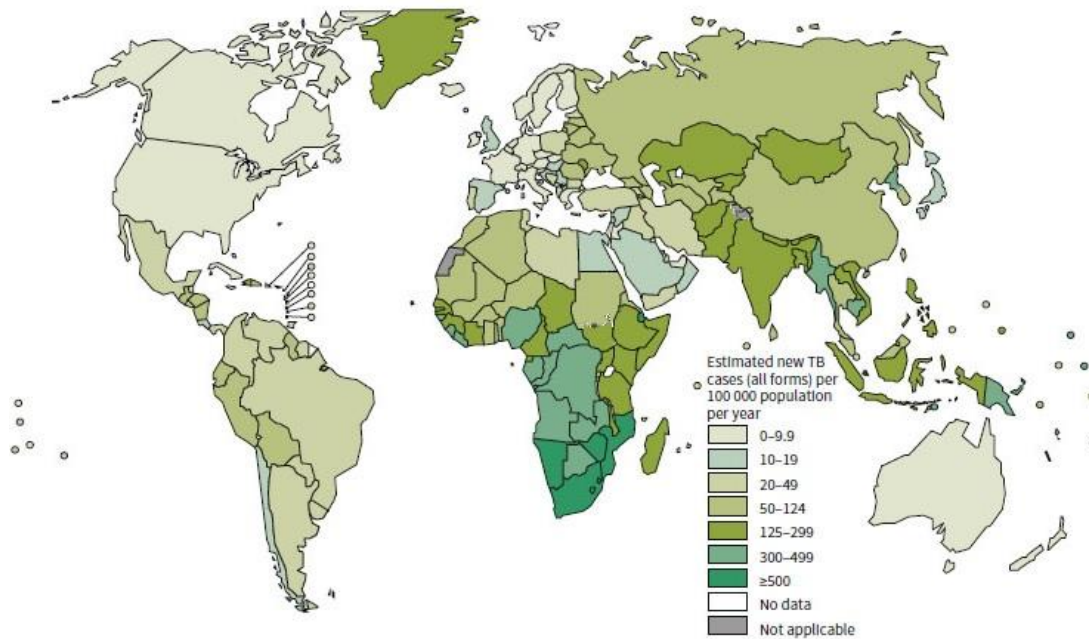 Estimated new TB
cases (all forms) per
100 000 population
per year
0–9.9
10–19
20–49
50–124
125–299
300–499
≥500
No data
Not applicable